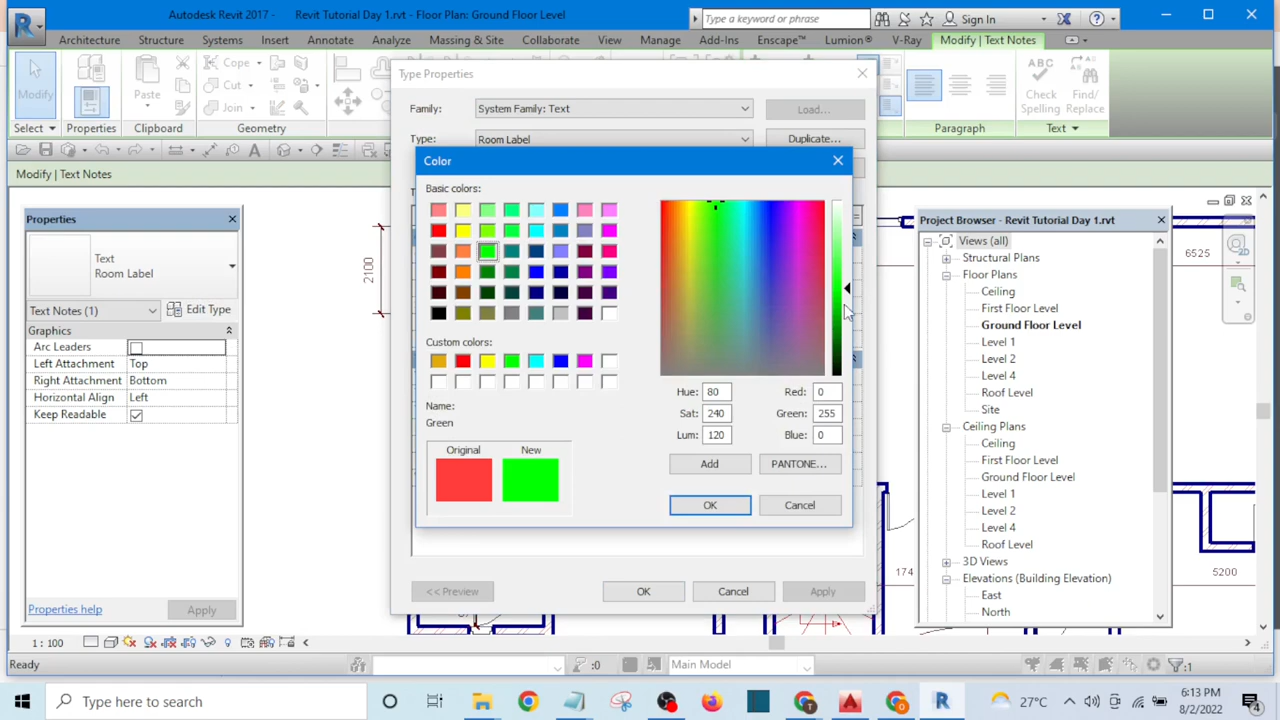 Autodesk Revit 2017 - Revit Tutorial Day 1.rvt - Floor Plan: Ground Floor Level
Type a keyword or phrase
Sign In
Architecture Structure Systems Insert Annotate Analyze Massing & Site Collaborate View Manage Add-Ins Enscape™ Lumion® V-Ray Modify | Text Notes
Modify
Paste
Cope
Cut
Join
ABC
Check Spelling
Find/ Replace
Select Properties Clipboard Geometry Paragraph Text
Modify | Text Notes
Properties
Text
Room Label
Text Notes (1)
Edit Type
Graphics
Arc Leaders
Left Attachment Top
Right Attachment Bottom
Horizontal Align Left
Keep Readable
Properties help
Apply
2100
Type Properties
Family: System Family: Text Load...
Type: Room Label Duplicate...
Color
Basic colors:
Custom colors:
Name:
Green
Original New
Hue: 80 Red: 0
Sat: 240 Green: 255
Lum: 120 Blue: 0
Add PANTONE...
OK Cancel
<< Preview OK Cancel Apply
174
6525
5200
Project Browser - Revit Tutorial Day 1.rvt
Views (all)
Structural Plans
Floor Plans
Ceiling
First Floor Level
Ground Floor Level
Level 1
Level 2
Level 4
Roof Level
Site
Ceiling Plans
Ceiling
First Floor Level
Ground Floor Level
Level 1
Level 2
Level 4
Roof Level
3D Views
Elevations (Building Elevation)
East
North
1 : 100
Ready
:0
Main Model
:1
Type here to search
27°C
6:13 PM
8/2/2022
4